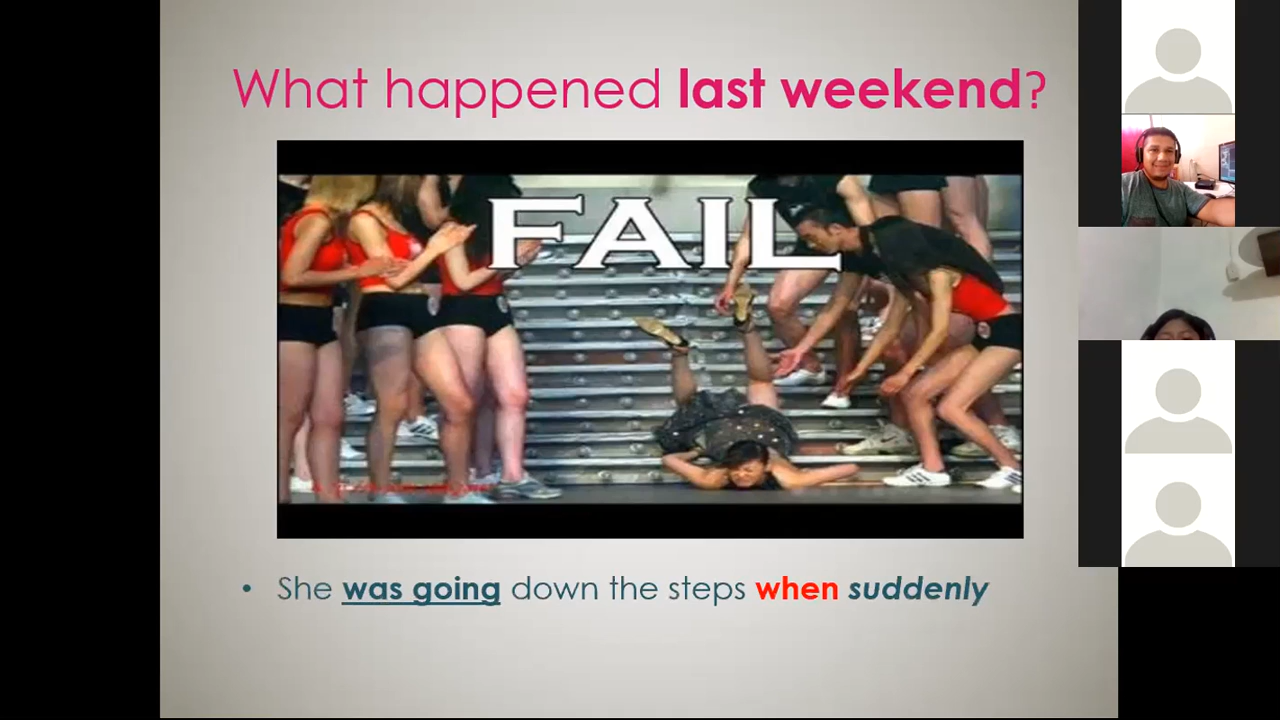 What happened last weekend?
FAIL
• She was going down the steps when suddenly